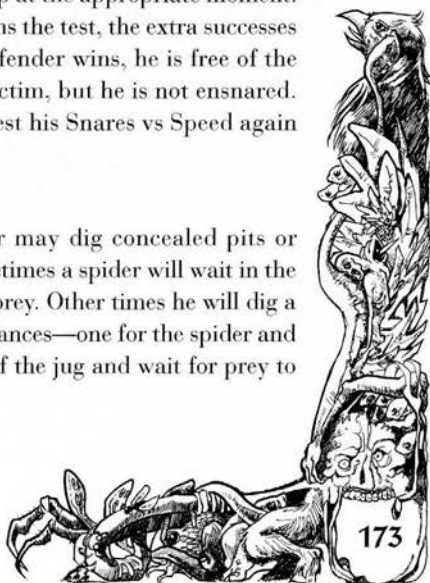 at the appropriate moment.
ns the test, the extra successes
fender wins, he is free of the
ctim, but he is not ensnared.
est his Snares vs Speed again
r may dig concealed pits or
times a spider will wait in the
prey. Other times he will dig a
ances—one for the spider and
f the jug and wait for prey to
173